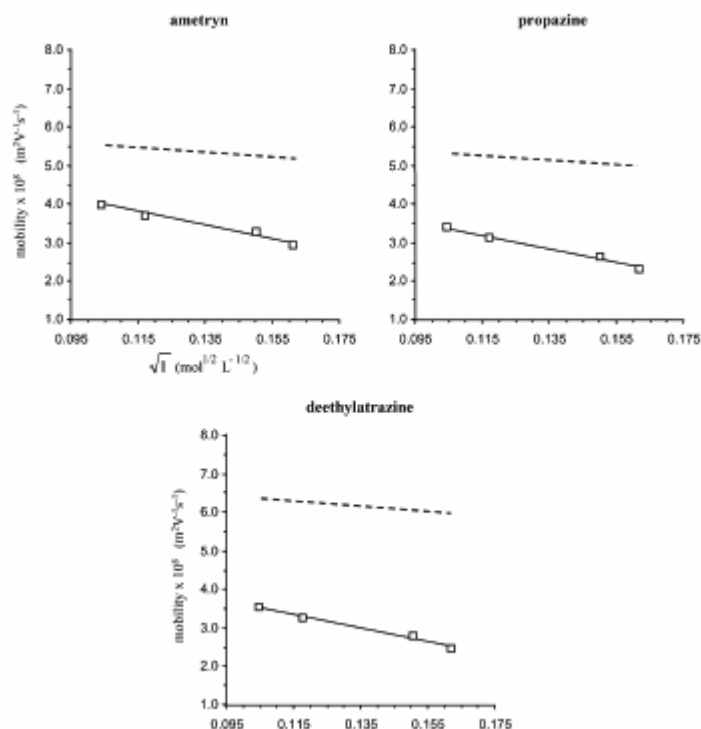 ametryn
propazine
8.0
7.0
6.0
5.0
4.0
3.0
2.0
1.0
mobility x 10⁸ (m²V⁻¹s⁻¹)
0.095 0.115 0.135 0.155 0.175
√I (mol^1/2 L^-1/2)
8.0
7.0
6.0
5.0
4.0
3.0
2.0
1.0
0.095 0.115 0.135 0.155 0.175
deethylatrazine
8.0
7.0
6.0
5.0
4.0
3.0
2.0
1.0
mobility x 10⁸ (m²V⁻¹s⁻¹)
0.095 0.115 0.135 0.155 0.175